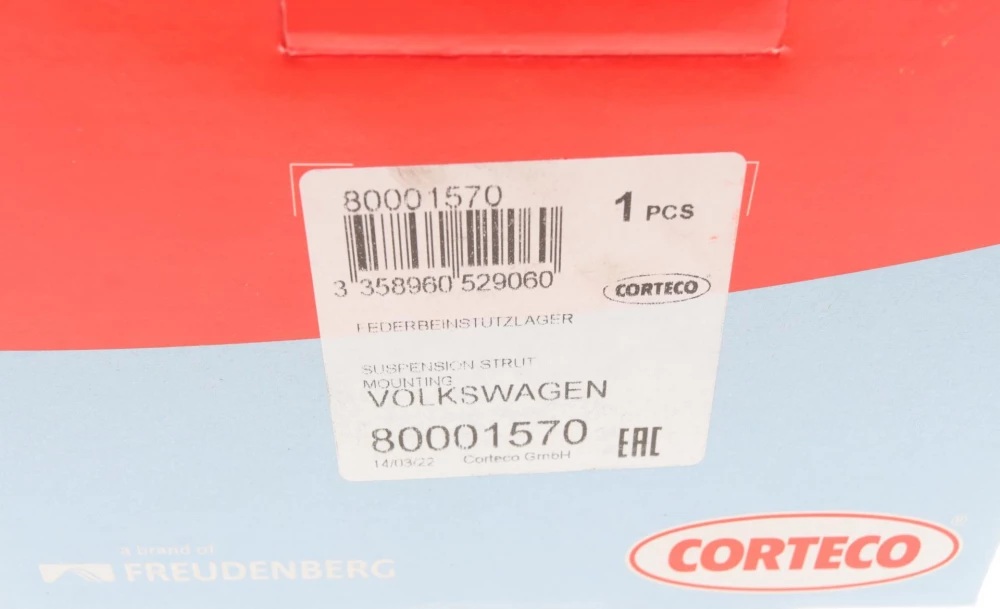 80001570
1 PCS
3 358960 529060
CORTECO
FEDERBEINSTÜTZLAGER
SUSPENSION STRUT
MOUNTING
VOLKSWAGEN
80001570
EAC
14/03/22 Corteco GmbH
a brand of
FREUDENBERG
CORTECO